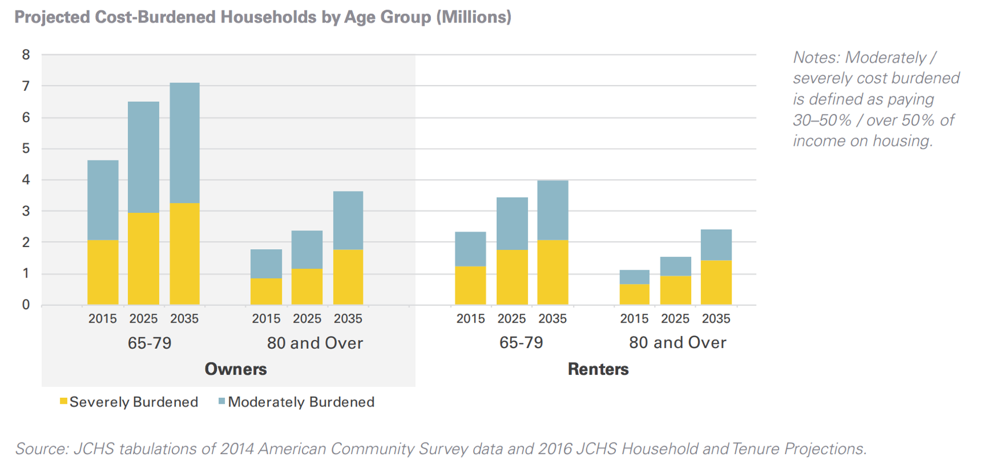 Projected Cost-Burdened Households by Age Group (Millions)
8
7
6
5
4
3
2
1
0
2015 2025 2035 2015 2025 2035 2015 2025 2035 2015 2025 2035
65-79 80 and Over 65-79 80 and Over
Owners Renters
Severely Burdened Moderately Burdened
Notes: Moderately /
severely cost burdened
is defined as paying
30–50% / over 50% of
income on housing.
Source: JCHS tabulations of 2014 American Community Survey data and 2016 JCHS Household and Tenure Projections.